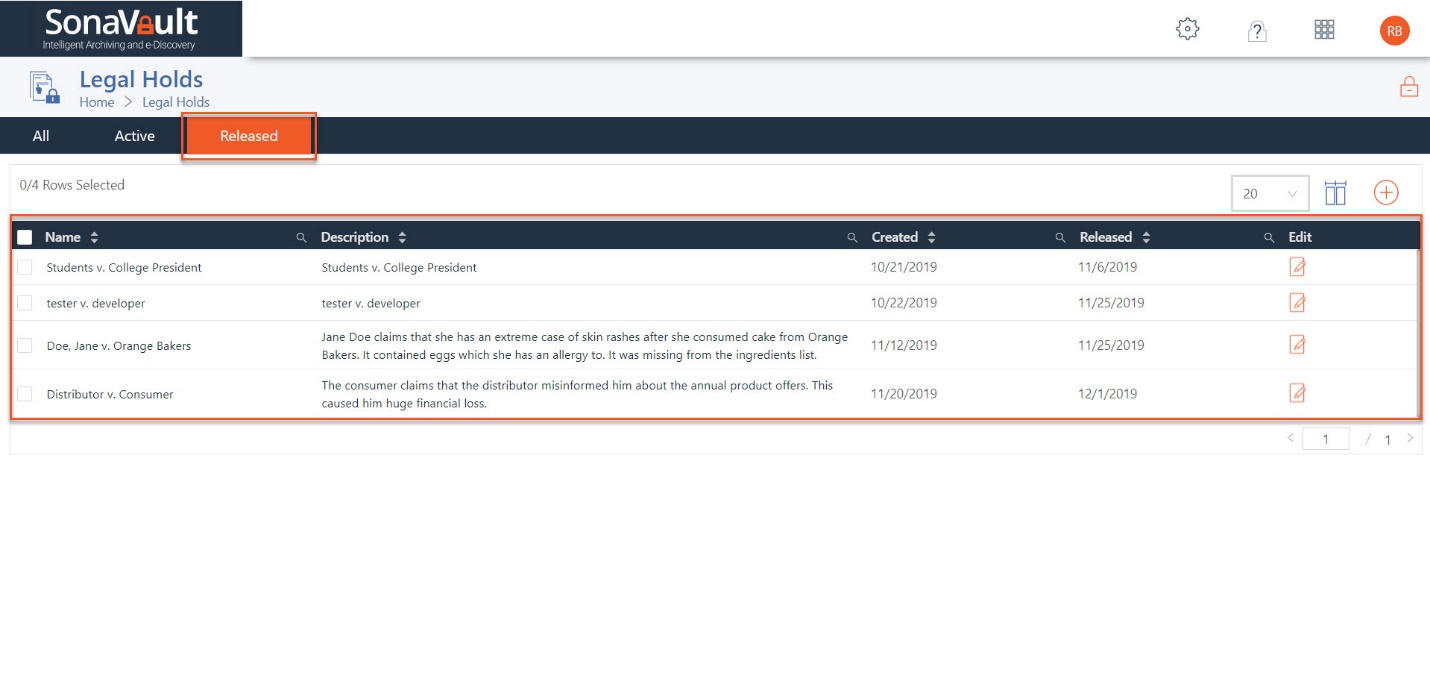 SonaVault
Intelligent Archiving and e-Discovery
?
RB
Legal Holds
Home > Legal Holds
All Active Released
0/4 Rows Selected
20
Name Description Created Released Edit
Students v. College President Students v. College President 10/21/2019 11/6/2019
tester v. developer tester v. developer 10/22/2019 11/25/2019
Doe, Jane v. Orange Bakers Jane Doe claims that she has an extreme case of skin rashes after she consumed cake from Orange 11/12/2019 11/25/2019
Bakers. It contained eggs which she has an allergy to. It was missing from the ingredients list.
Distributor v. Consumer The consumer claims that the distributor misinformed him about the annual product offers. This 11/20/2019 12/1/2019
caused him huge financial loss.
< 1 / 1 >